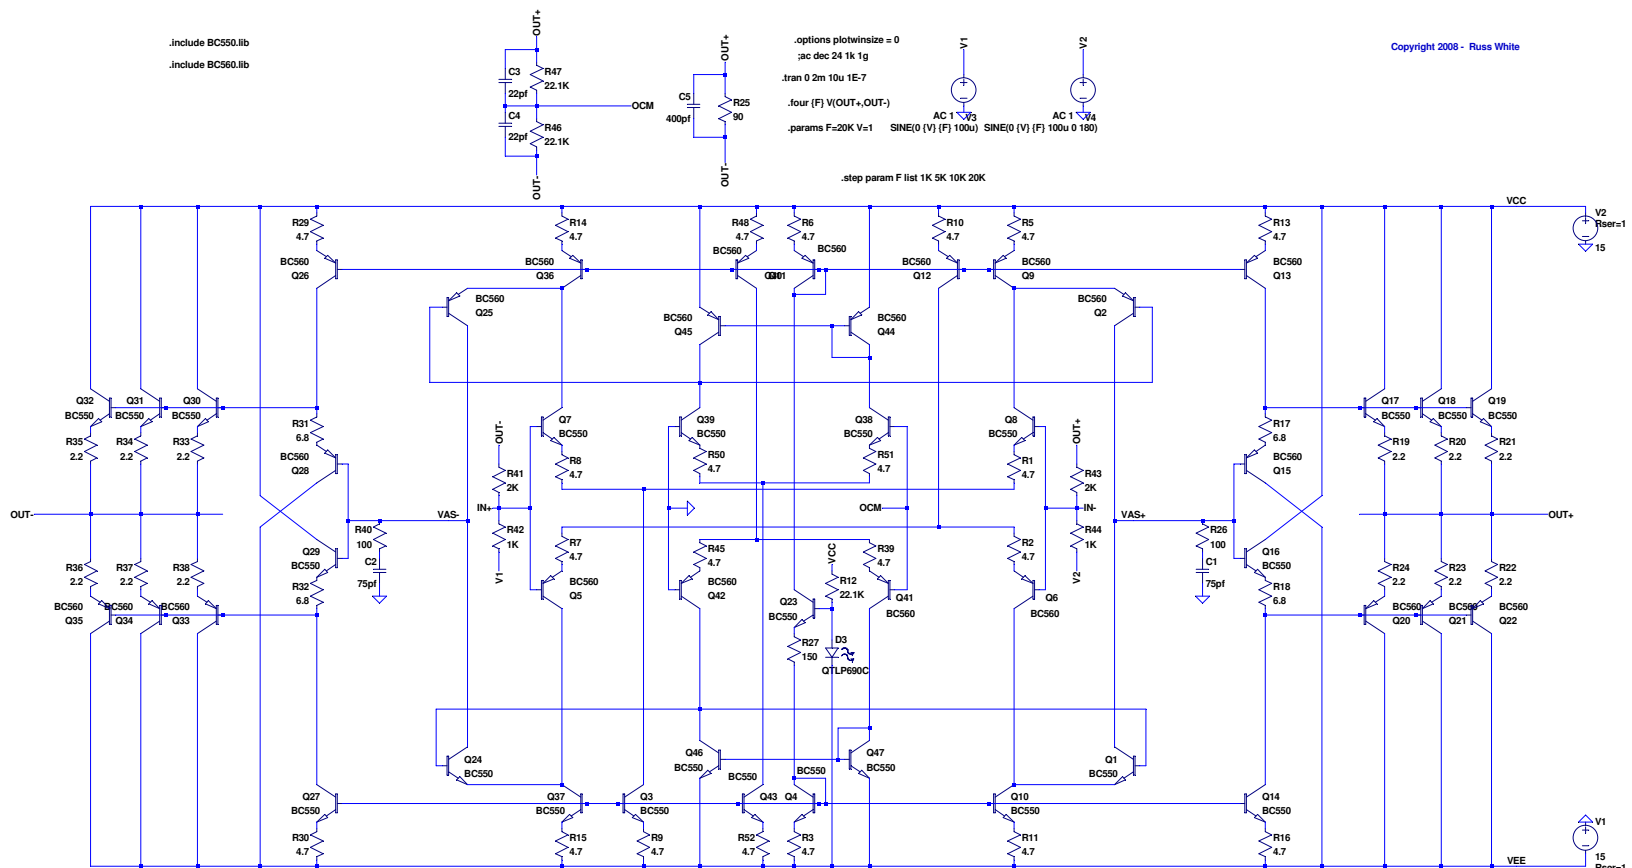 .include BC550.lib
.include BC560.lib
OUT+
C3
22pf
R47
22.1K
OCM
C4
22pf
R46
22.1K
OUT-
OUT+
C5
400pf
R25
90
OUT-
.options plotwinsize = 0
;ac dec 24 1k 1g
.tran 0 2m 10u 1E-7
.four {F} V(OUT+,OUT-)
.params F=20K V=1
V1
AC 1
V3
SINE(0 {V} {F} 100u)
V2
AC 1
V4
SINE(0 {V} {F} 100u 0 180)
.step param F list 1K 5K 10K 20K
Copyright 2008 - Russ White
VCC
V2
Rser=1
15
R29
4.7
R14
4.7
R48
4.7
R6
4.7
R10
4.7
R5
4.7
R13
4.7
BC560
Q26
BC560
Q36
BC560
Q11
BC560
Q12
BC560
Q9
BC560
Q13
BC560
Q25
BC560
Q45
BC560
Q44
BC560
Q2
Q32
BC550
Q31
BC550
Q30
BC550
R35
2.2
R34
2.2
R33
2.2
R31
6.8
BC560
Q28
Q7
BC550
R8
4.7
Q39
BC550
R50
4.7
Q38
BC550
R51
4.7
Q8
BC550
R1
4.7
OUT-
R41
2K
IN+
R42
1K
V1
OUT+
R43
2K
IN-
R44
1K
V2
R17
6.8
BC560
Q15
Q17
BC550
Q18
BC550
Q19
BC550
R19
2.2
R20
2.2
R21
2.2
OUT-
OUT+
VAS-
VAS+
OCM
R40
100
C2
75pf
R26
100
C1
75pf
Q29
BC550
R32
6.8
R36
2.2
R37
2.2
R38
2.2
BC560
Q35
BC560
Q34
BC560
Q33
R7
4.7
BC560
Q5
R45
4.7
BC560
Q42
R39
4.7
Q41
BC560
R2
4.7
Q6
BC560
VCC
R12
22.1K
Q23
BC550
R27
150
D3
QTLP690C
Q16
BC550
R18
6.8
R24
2.2
R23
2.2
R22
2.2
BC560
Q20
BC560
Q21
BC560
Q22
Q24
BC550
Q46
BC550
Q47
BC550
Q1
BC550
Q27
BC550
Q37
BC550
Q3
BC550
BC550
Q43
BC550
Q4
Q10
BC550
Q14
BC550
R30
4.7
R15
4.7
R9
4.7
R52
4.7
R3
4.7
R11
4.7
R16
4.7
VEE
V1
15
Rser=1